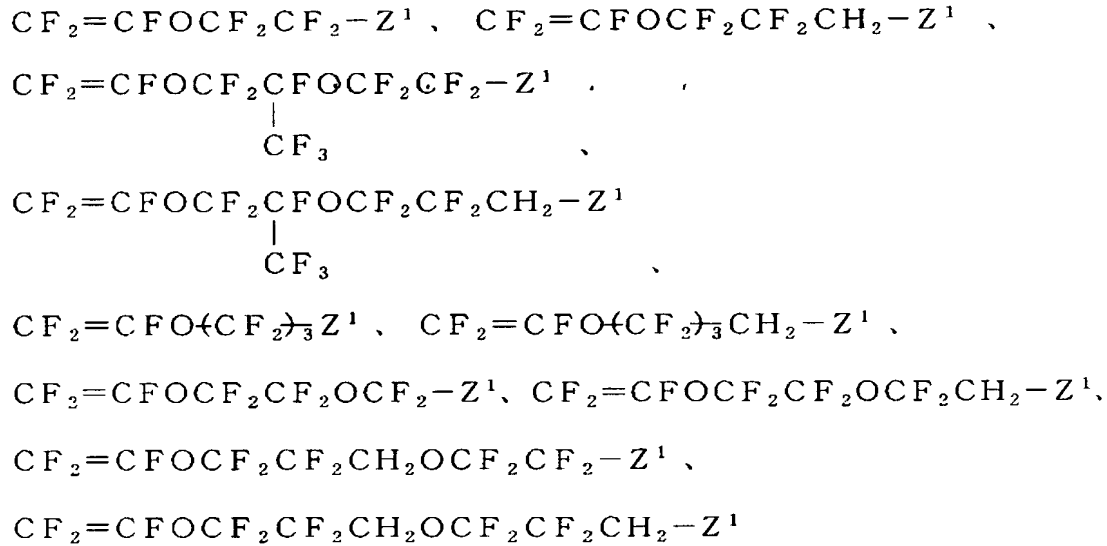 CF₂=CFOCF₂CF₂−Z¹、 CF₂=CFOCF₂CF₂CH₂−Z¹、
CF₂=CFOCF₂CFOCF₂CF₂−Z¹
|
CF₃、
CF₂=CFOCF₂CFOCF₂CF₂CH₂−Z¹
|
CF₃、
CF₂=CFO(CF₂)₃Z¹、 CF₂=CFO(CF₂)₃CH₂−Z¹、
CF₂=CFOCF₂CF₂OCF₂−Z¹、 CF₂=CFOCF₂CF₂OCF₂CH₂−Z¹、
CF₂=CFOCF₂CF₂CH₂OCF₂CF₂−Z¹、
CF₂=CFOCF₂CF₂CH₂OCF₂CF₂CH₂−Z¹